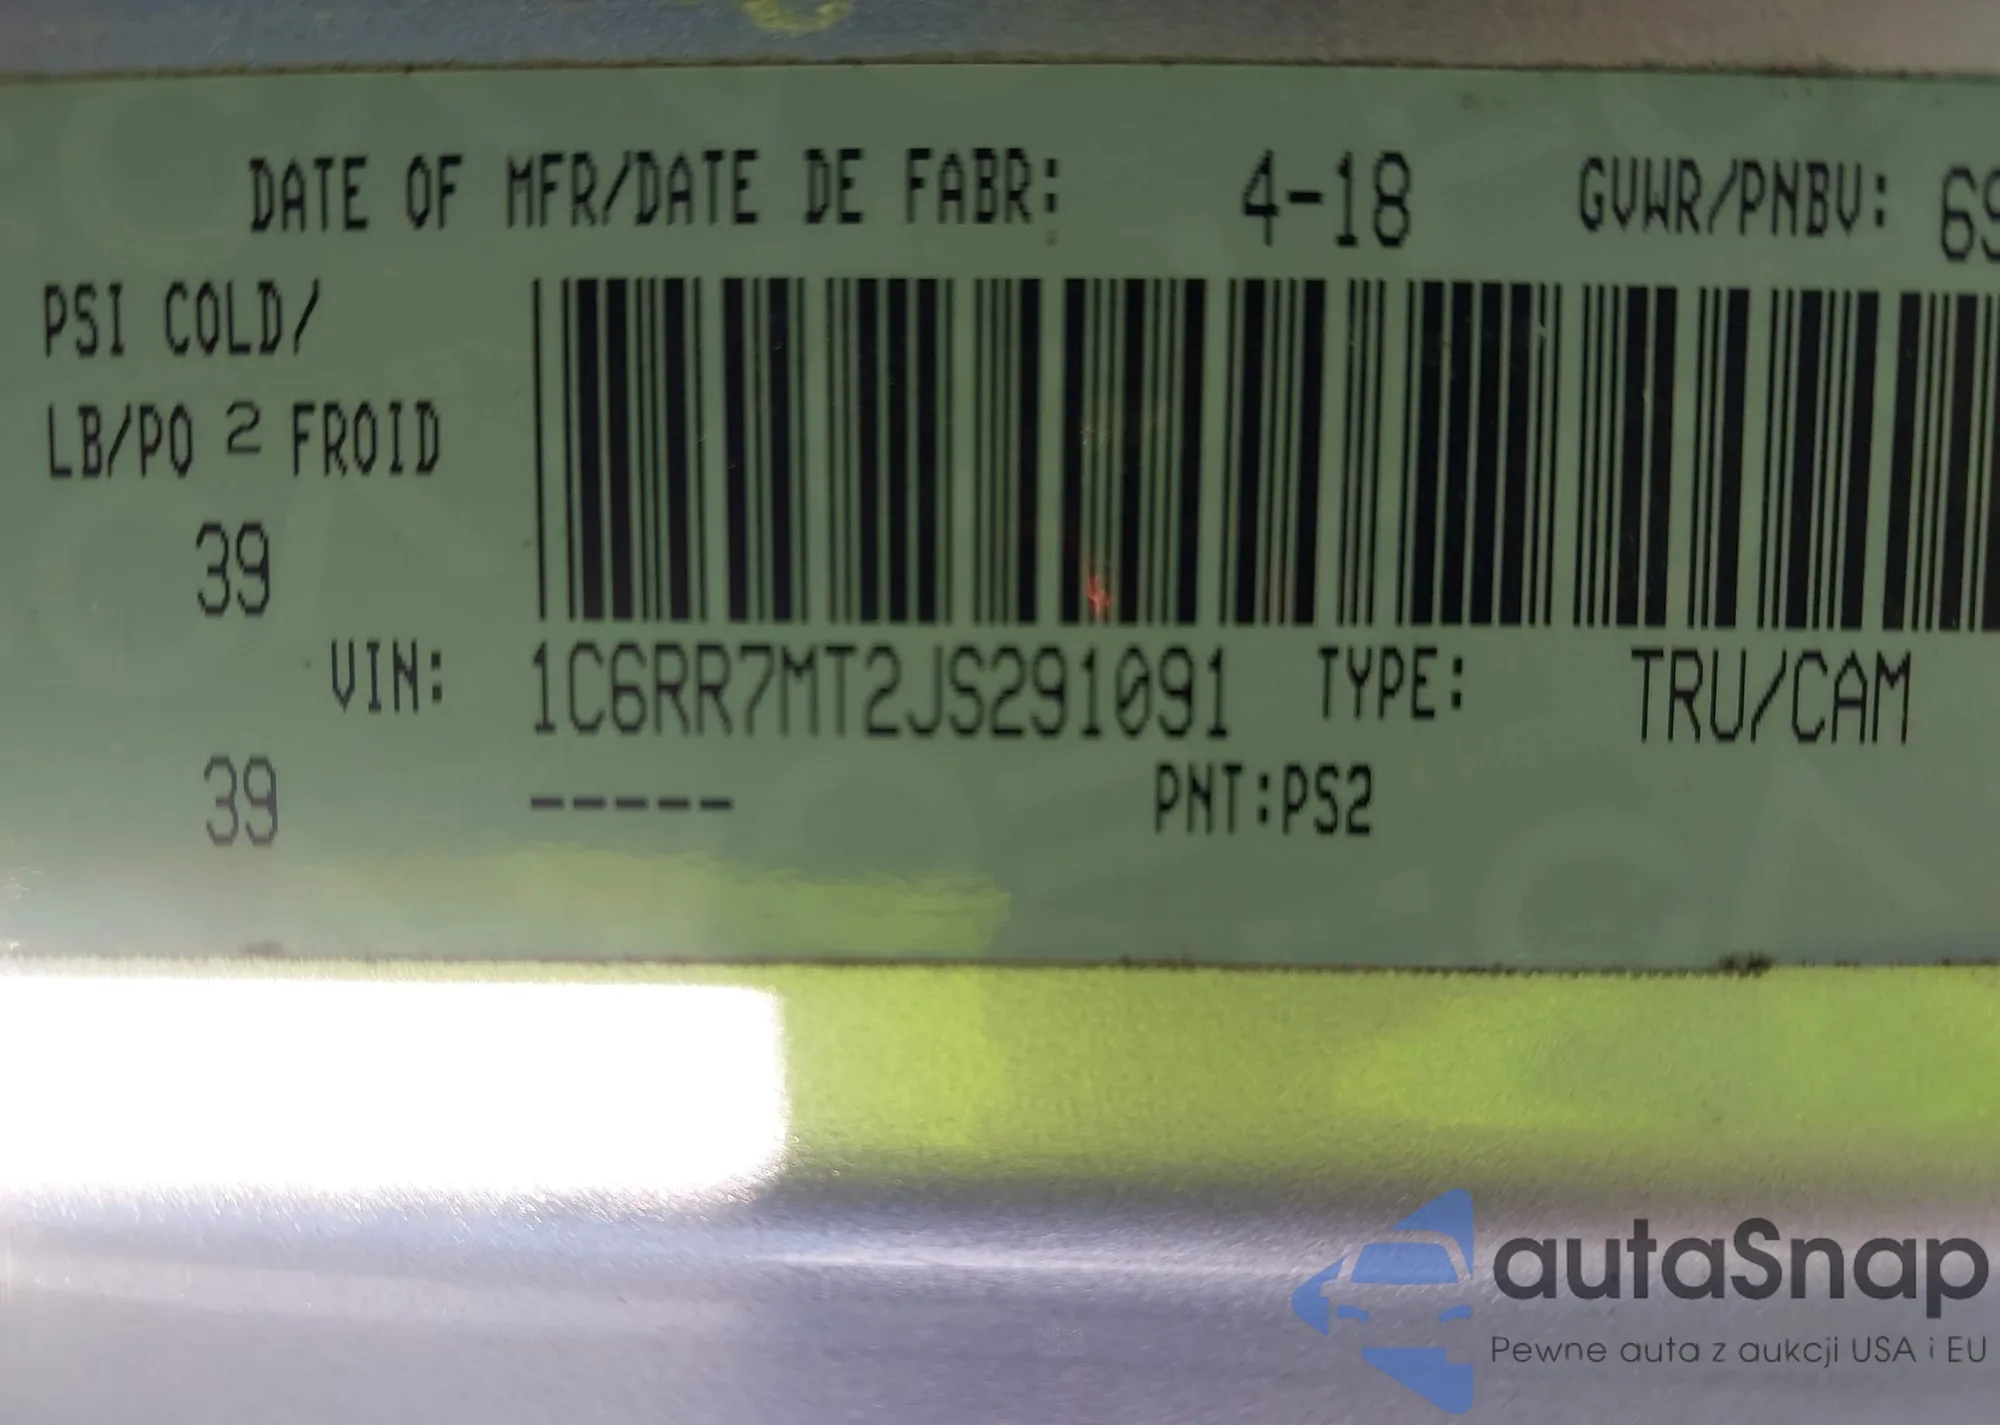 DATE OF MFR/DATE DE FABR: 4-18 GVWR/PNBV: 69
PSI COLD/
LB/PO 2 FROID
39
VIN: 1C6RR7MT2JS291091 TYPE: TRU/CAM
39 ----- PNT:PS2
autaSnap
Pewne auta z aukcji USA i EU